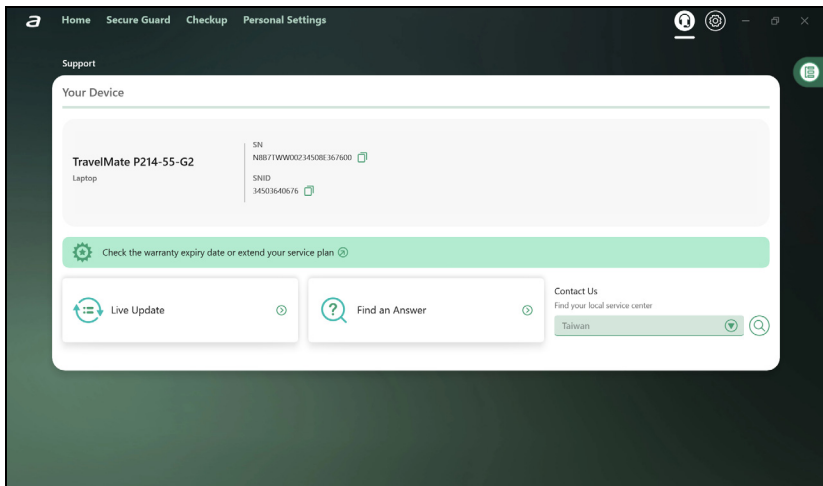 a
Home Secure Guard Checkup Personal Settings
Support
Your Device
TravelMate P214-55-G2
Laptop
SN
N8B7TWW00234508E367600
SNID
34503640676
Check the warranty expiry date or extend your service plan
Live Update
Find an Answer
Contact Us
Find your local service center
Taiwan